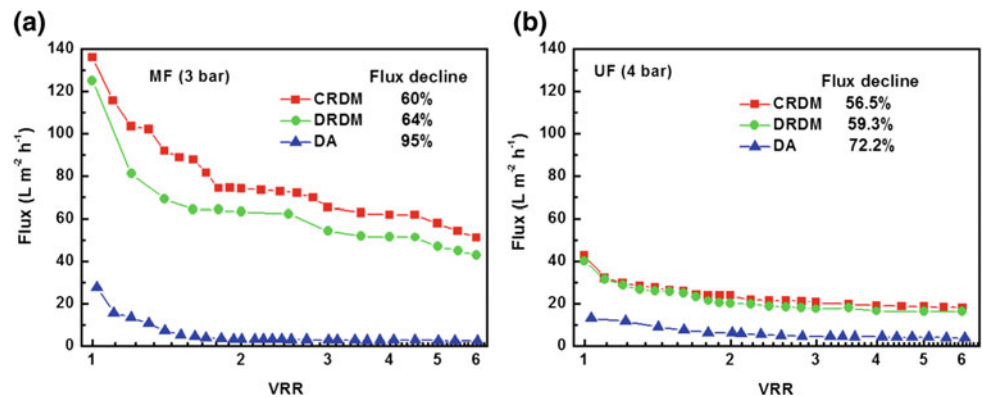 (a)
140
120
100
80
60
40
20
0
Flux (L m⁻² h⁻¹)
MF (3 bar)
Flux decline
CRDM 60%
DRDM 64%
DA 95%
1 2 3 4 5 6
VRR
(b)
140
120
100
80
60
40
20
0
Flux (L m⁻² h⁻¹)
UF (4 bar)
Flux decline
CRDM 56.5%
DRDM 59.3%
DA 72.2%
1 2 3 4 5 6
VRR